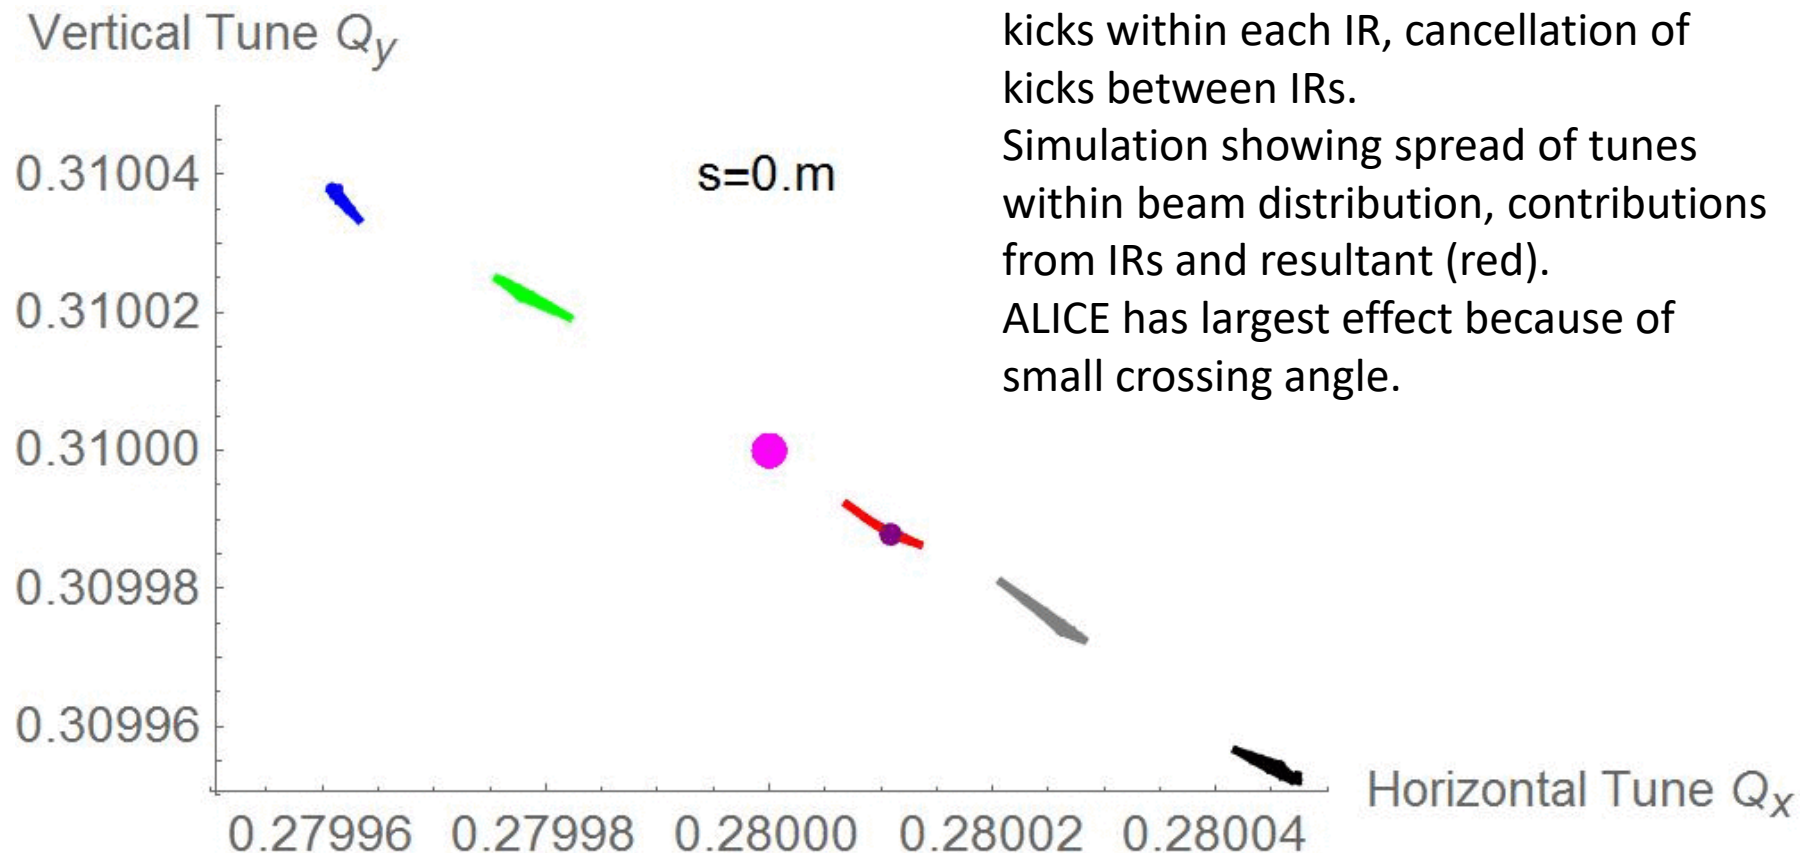 Vertical Tune Qy
kicks within each IR, cancellation of
kicks between IRs.
Simulation showing spread of tunes
within beam distribution, contributions
from IRs and resultant (red).
ALICE has largest effect because of
small crossing angle.
s=0.m
0.31004
0.31002
0.31000
0.30998
0.30996
Horizontal Tune Qx
0.27996 0.27998 0.28000 0.28002 0.28004